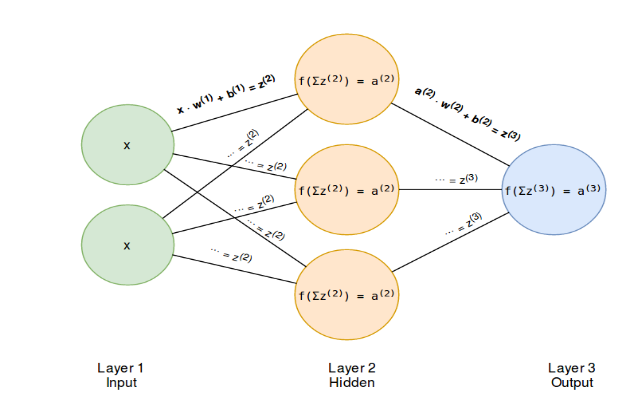 x · w⁽¹⁾ + b⁽¹⁾ = z⁽²⁾
a⁽²⁾ · w⁽²⁾ + b⁽²⁾ = z⁽³⁾
f(Σz⁽²⁾) = a⁽²⁾
x
... = z⁽²⁾
... = z⁽²⁾
... = z⁽³⁾
f(Σz⁽²⁾) = a⁽²⁾
f(Σz⁽³⁾) = a⁽³⁾
... = z⁽²⁾
... = z⁽²⁾
... = z⁽³⁾
x
... = z⁽²⁾
f(Σz⁽²⁾) = a⁽²⁾
Layer 1
Input
Layer 2
Hidden
Layer 3
Output